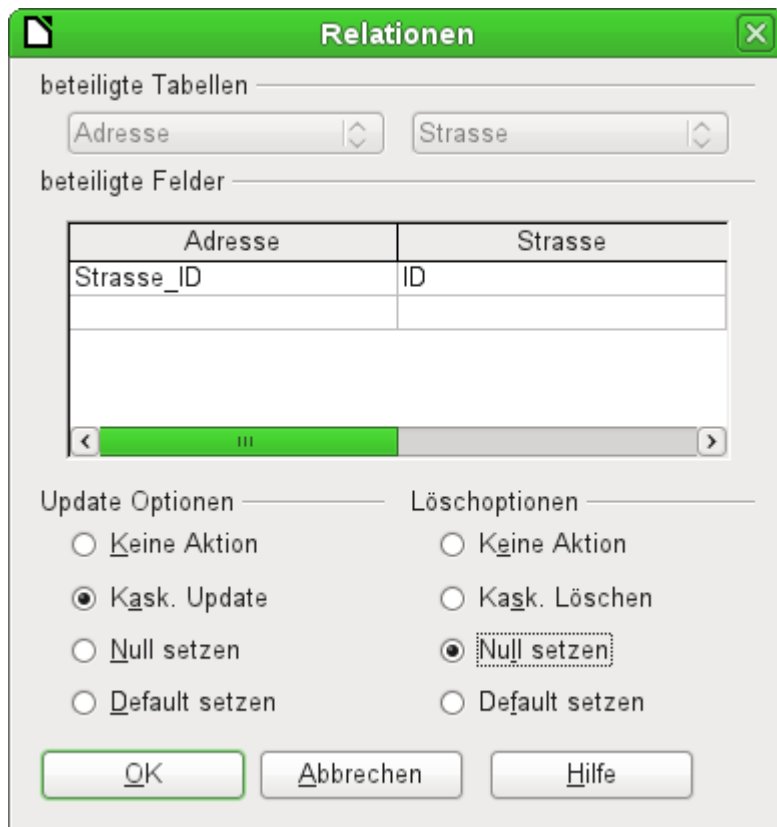 Relationen
beteiligte Tabellen
Adresse Strasse
beteiligte Felder
Adresse Strasse
Strasse_ID ID
Update Optionen Löschoptionen
Keine Aktion Keine Aktion
Kask. Update Kask. Löschen
Null setzen Null setzen
Default setzen Default setzen
OK Abbrechen Hilfe